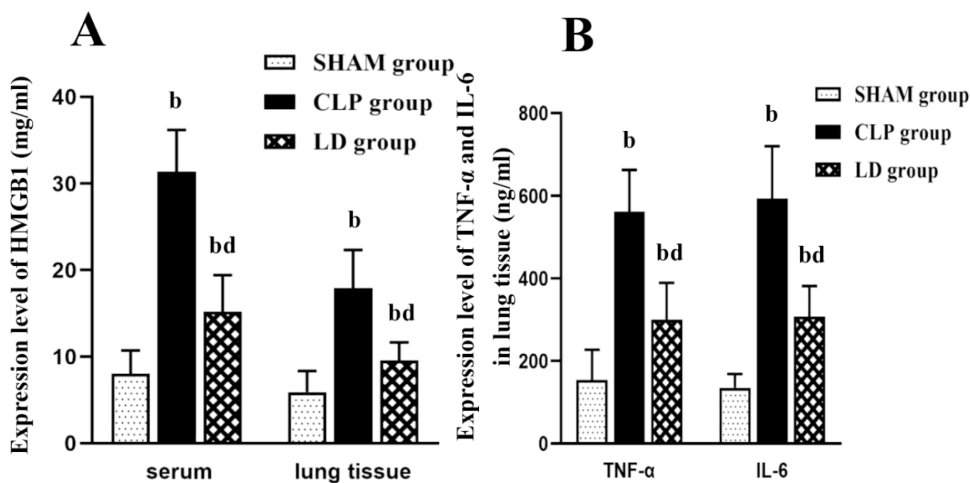 A
SHAM group
CLP group
LD group
Expression level of HMGB1 (mg/ml)
40
30
20
10
0
b
bd
b
bd
serum
lung tissue
B
SHAM group
CLP group
LD group
Expression level of TNF-α and IL-6
in lung tissue (ng/ml)
800
600
400
200
0
b
bd
b
bd
TNF-α
IL-6